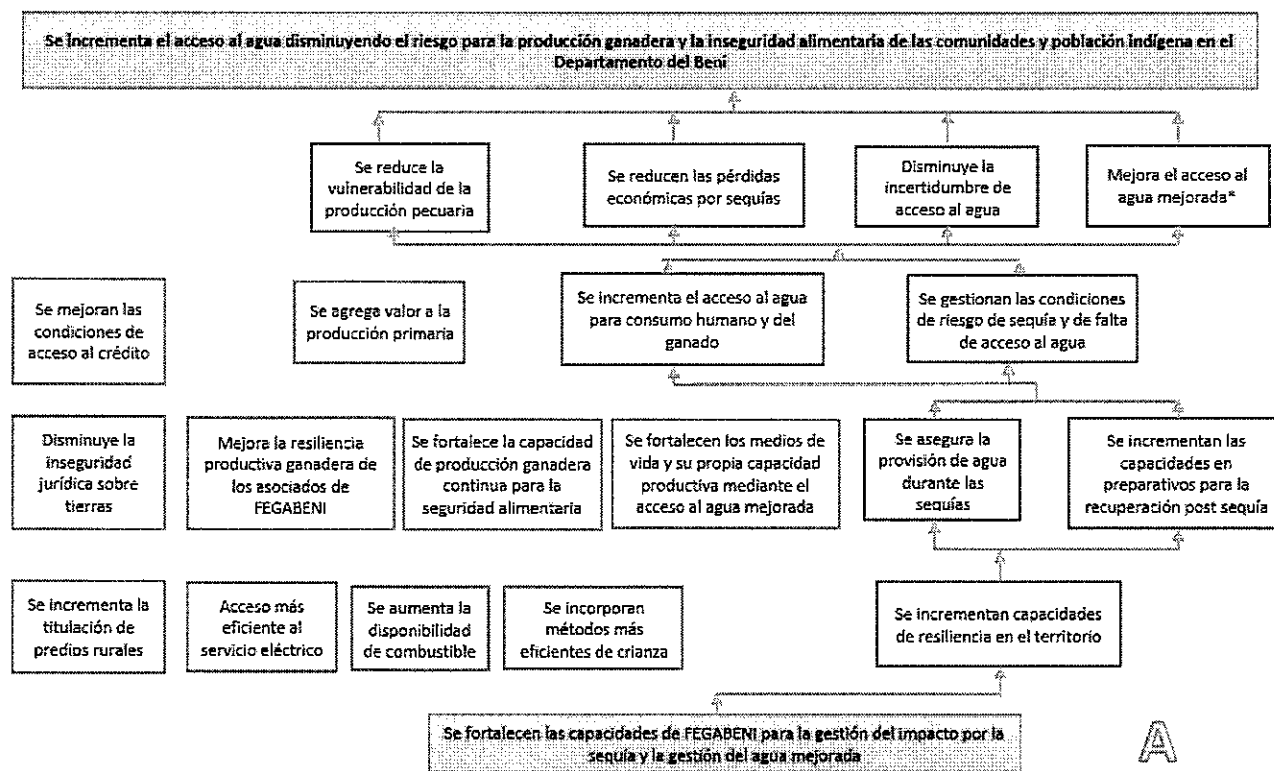 Se incrementa el acceso al agua disminuyendo el riesgo para la producción ganadera y la inseguridad alimentaria de las comunidades y población indígena en el
Departamento del Beni
Se reduce la
vulnerabilidad de la
producción pecuaria
Se reducen las pérdidas
económicas por sequías
Disminuye la
incertidumbre de
acceso al agua
Mejora el acceso al
agua mejorada*
Se mejoran las
condiciones de
acceso al crédito
Se agrega valor a la
producción primaria
Se incrementa el acceso al agua
para consumo humano y del
ganado
Se gestionan las condiciones
de riesgo de sequía y de falta
de acceso al agua
Disminuye la
inseguridad
jurídica sobre
tierras
Mejora la resiliencia
productiva ganadera de
los asociados de
FEGABENI
Se fortalece la capacidad
de producción ganadera
continua para la
seguridad alimentaria
Se fortalecen los medios de
vida y su propia capacidad
productiva mediante el
acceso al agua mejorada
Se asegura la
provisión de agua
durante las
sequías
Se incrementan las
capacidades en
preparativos para la
recuperación post sequía
Se incrementa la
titulación de
predios rurales
Acceso más
eficiente al
servicio eléctrico
Se aumenta la
disponibilidad
de combustible
Se incorporan
métodos más
eficientes de crianza
Se incrementan capacidades
de resiliencia en el territorio
Se fortalecen las capacidades de FEGABENI para la gestión del impacto por la
sequía y la gestión del agua mejorada
A